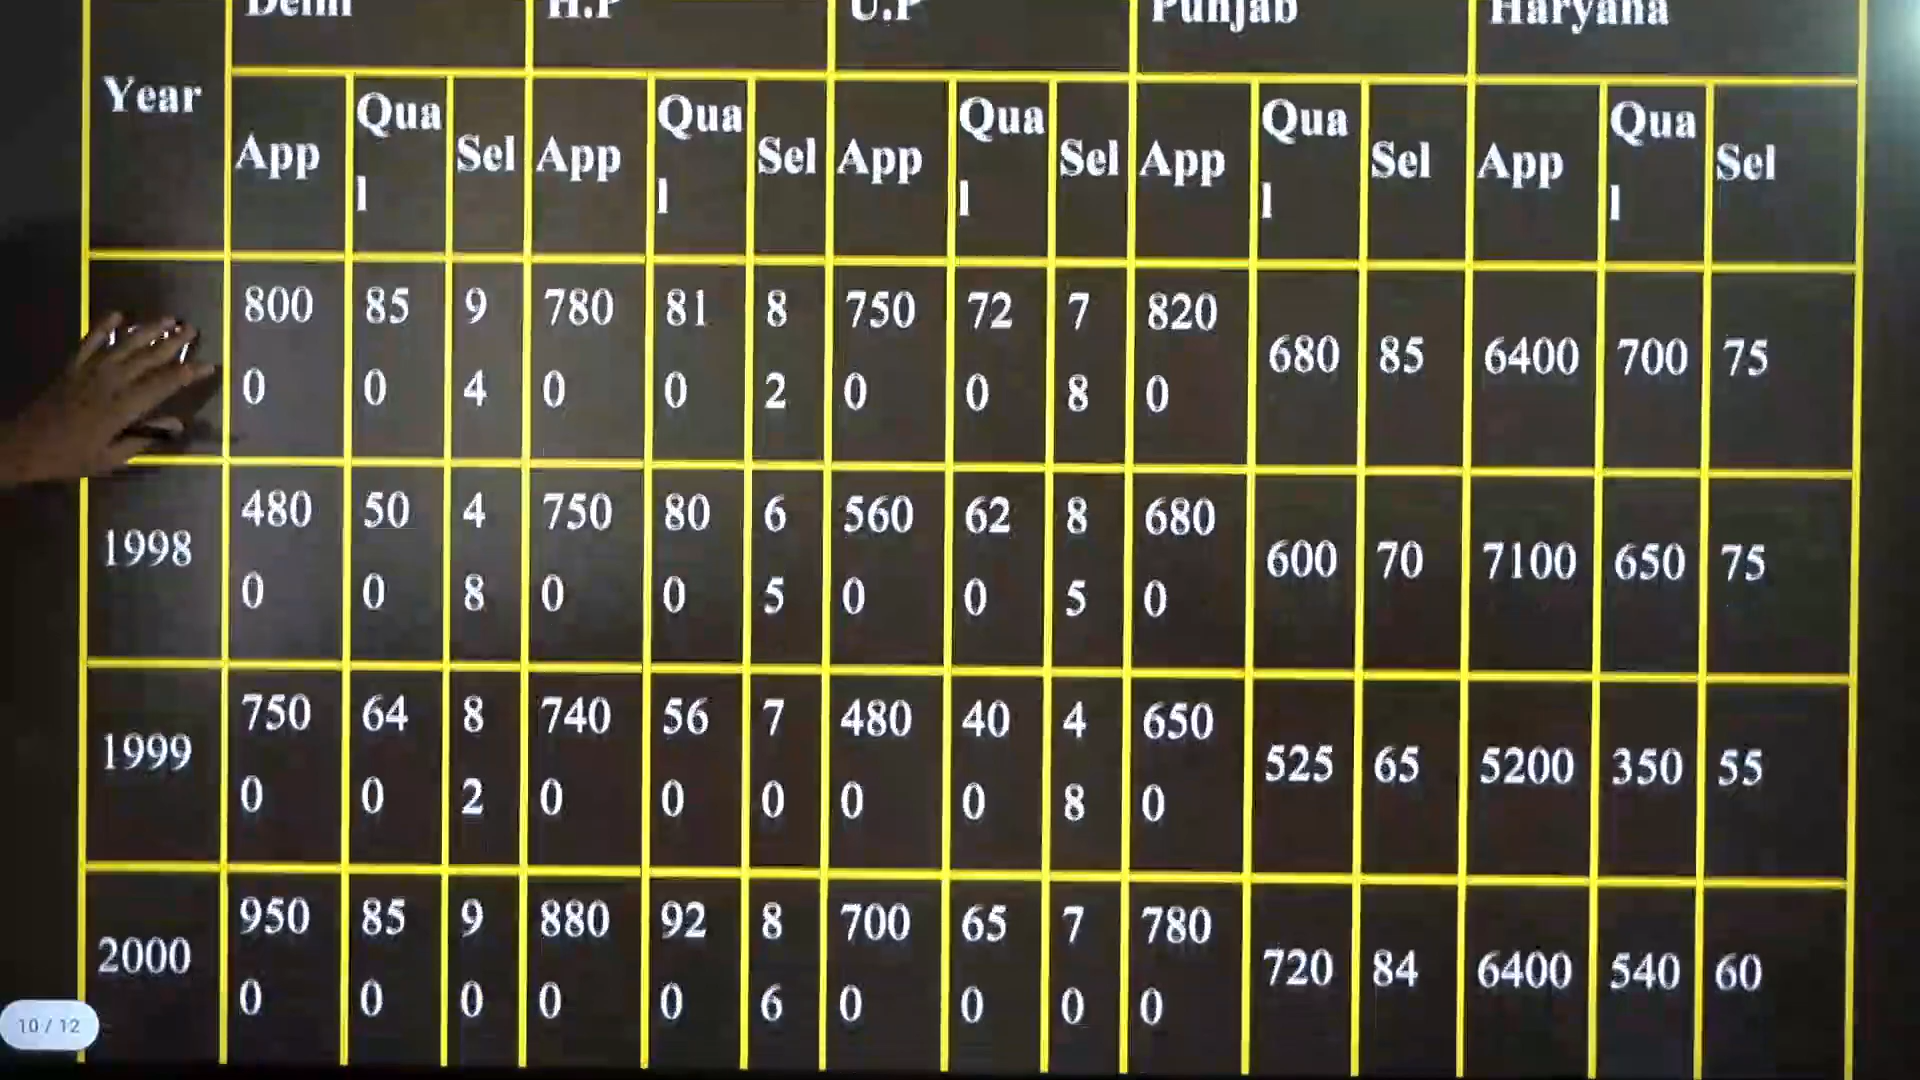 Delhi H.P U.P Punjab Haryana
Year App Qua Sel App Qua Sel App Qua Sel App Qua Sel App Qua Sel
l l l l l
800 85 9 780 81 8 750 72 7 820 680 85 6400 700 75
0 0 4 0 0 2 0 0 8 0
1998 480 50 4 750 80 6 560 62 8 680 600 70 7100 650 75
0 0 8 0 0 5 0 0 5 0
1999 750 64 8 740 56 7 480 40 4 650 525 65 5200 350 55
0 0 2 0 0 0 0 0 8 0
2000 950 85 9 880 92 8 700 65 7 780 720 84 6400 540 60
0 0 0 0 0 6 0 0 0 0
10 / 12